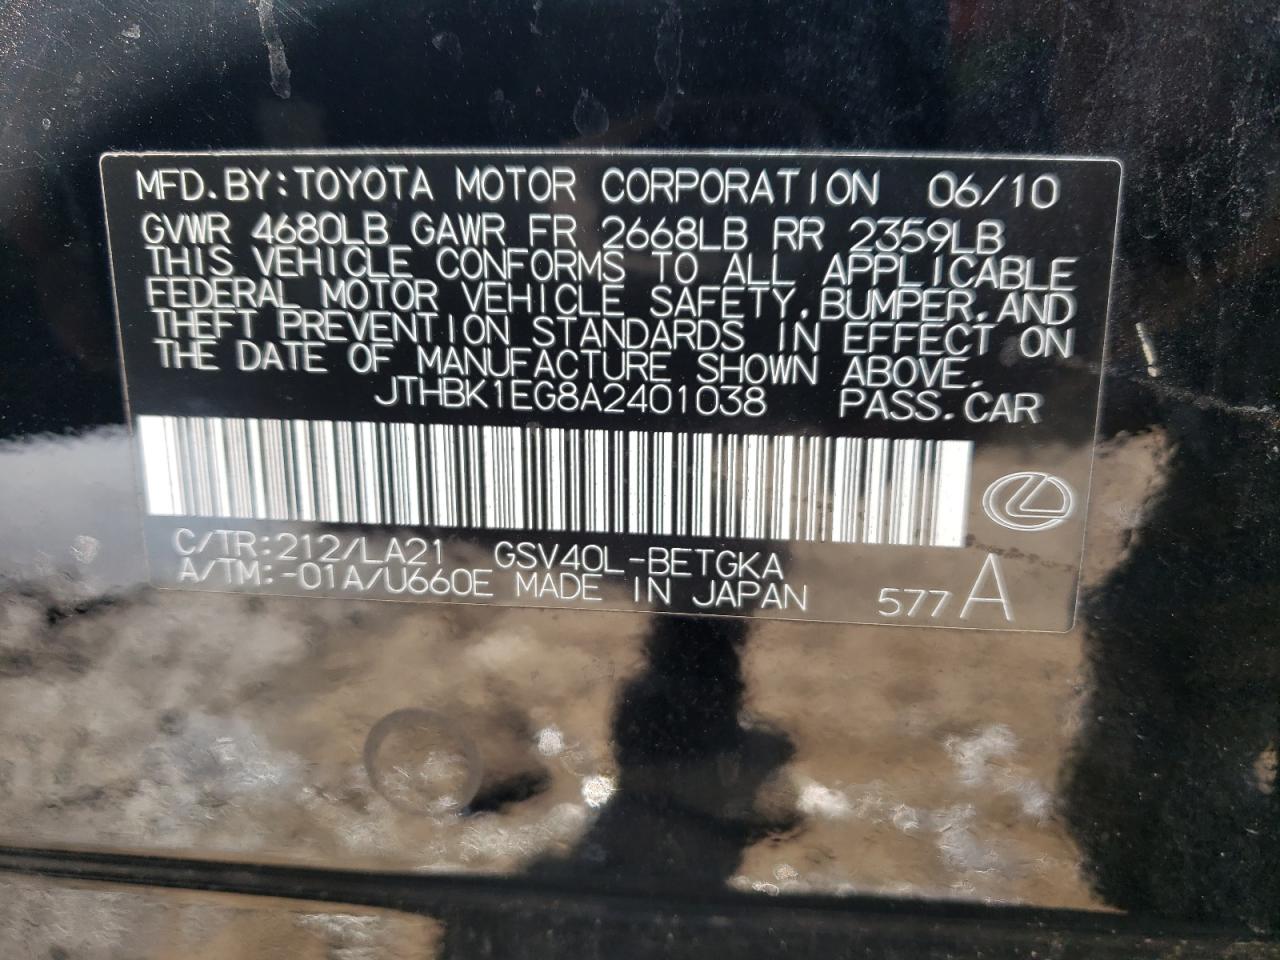 MFD.BY:TOYOTA MOTOR CORPORATION 06/10
GVWR 4680LB GAWR FR 2668LB RR 2359LB
THIS VEHICLE CONFORMS TO ALL APPLICABLE
FEDERAL MOTOR VEHICLE SAFETY,BUMPER,AND
THEFT PREVENTION STANDARDS IN EFFECT ON
THE DATE OF MANUFACTURE SHOWN ABOVE.
JTHBK1EG8A2401038 PASS.CAR
C/TR:212/LA21 GSV40L-BETGKA
A/TM:-01A/U660E MADE IN JAPAN 577A